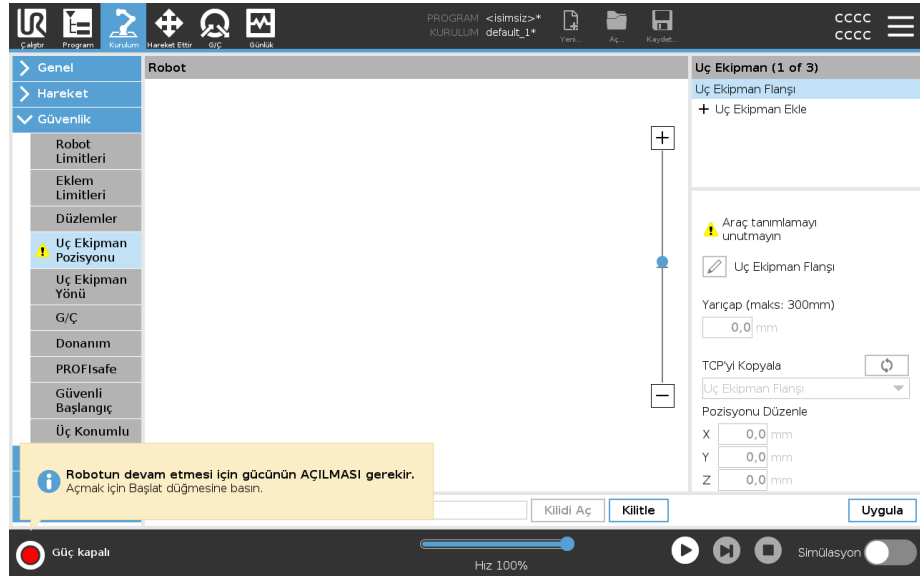 UR
PROGRAM <isimsiz>*
KURULUM default_1*
cccc
cccc
Çalıştır Program Kurulum Hareket Ettir G/Ç Günlük Yeni... Aç... Kaydet...
Genel
Hareket
Güvenlik
Robot
Limitleri
Eklem
Limitleri
Düzlemler
Uç Ekipman
Pozisyonu
Uç Ekipman
Yönü
G/Ç
Donanım
PROFIsafe
Güvenli
Başlangıç
Üç Konumlu
Robot
Uç Ekipman (1 of 3)
Uç Ekipman Flanşı
+ Uç Ekipman Ekle
Araç tanımlamayı
unutmayın
Uç Ekipman Flanşı
Yarıçap (maks: 300mm)
0,0 mm
TCP'yi Kopyala
Uç Ekipman Flanşı
Pozisyonu Düzenle
X 0,0 mm
Y 0,0 mm
Z 0,0 mm
Robotun devam etmesi için gücünün AÇILMASI gerekir.
Açmak için Başlat düğmesine basın.
Kilidi Aç Kilitle Uygula
Güç kapalı
Hız 100%
Simülasyon